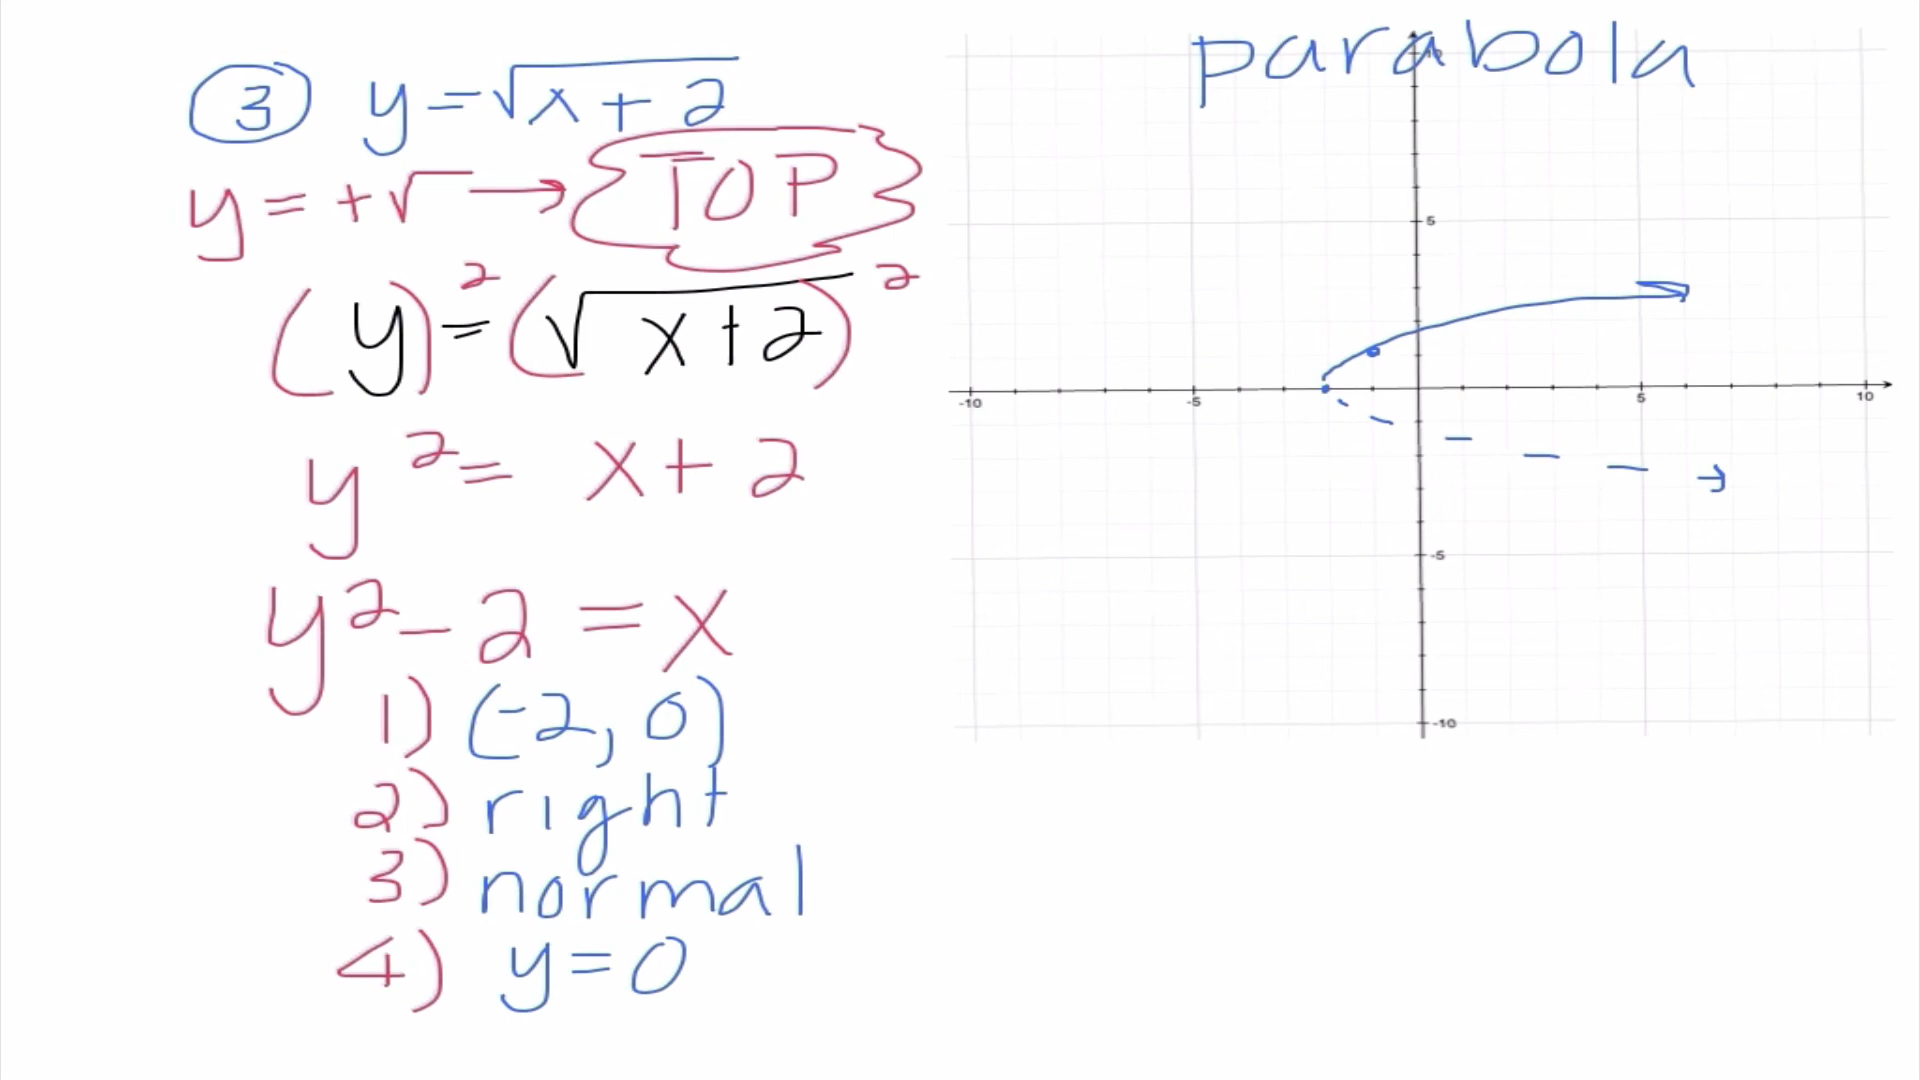 ③ y=√x+2
y=+√ → {TOP}
(y)²=(√x+2)²
y²= x+2
y²-2=x
1) (-2, 0)
2) right
3) normal
4) y=0
parabola
5
-10 -5 5 10
-5
-10